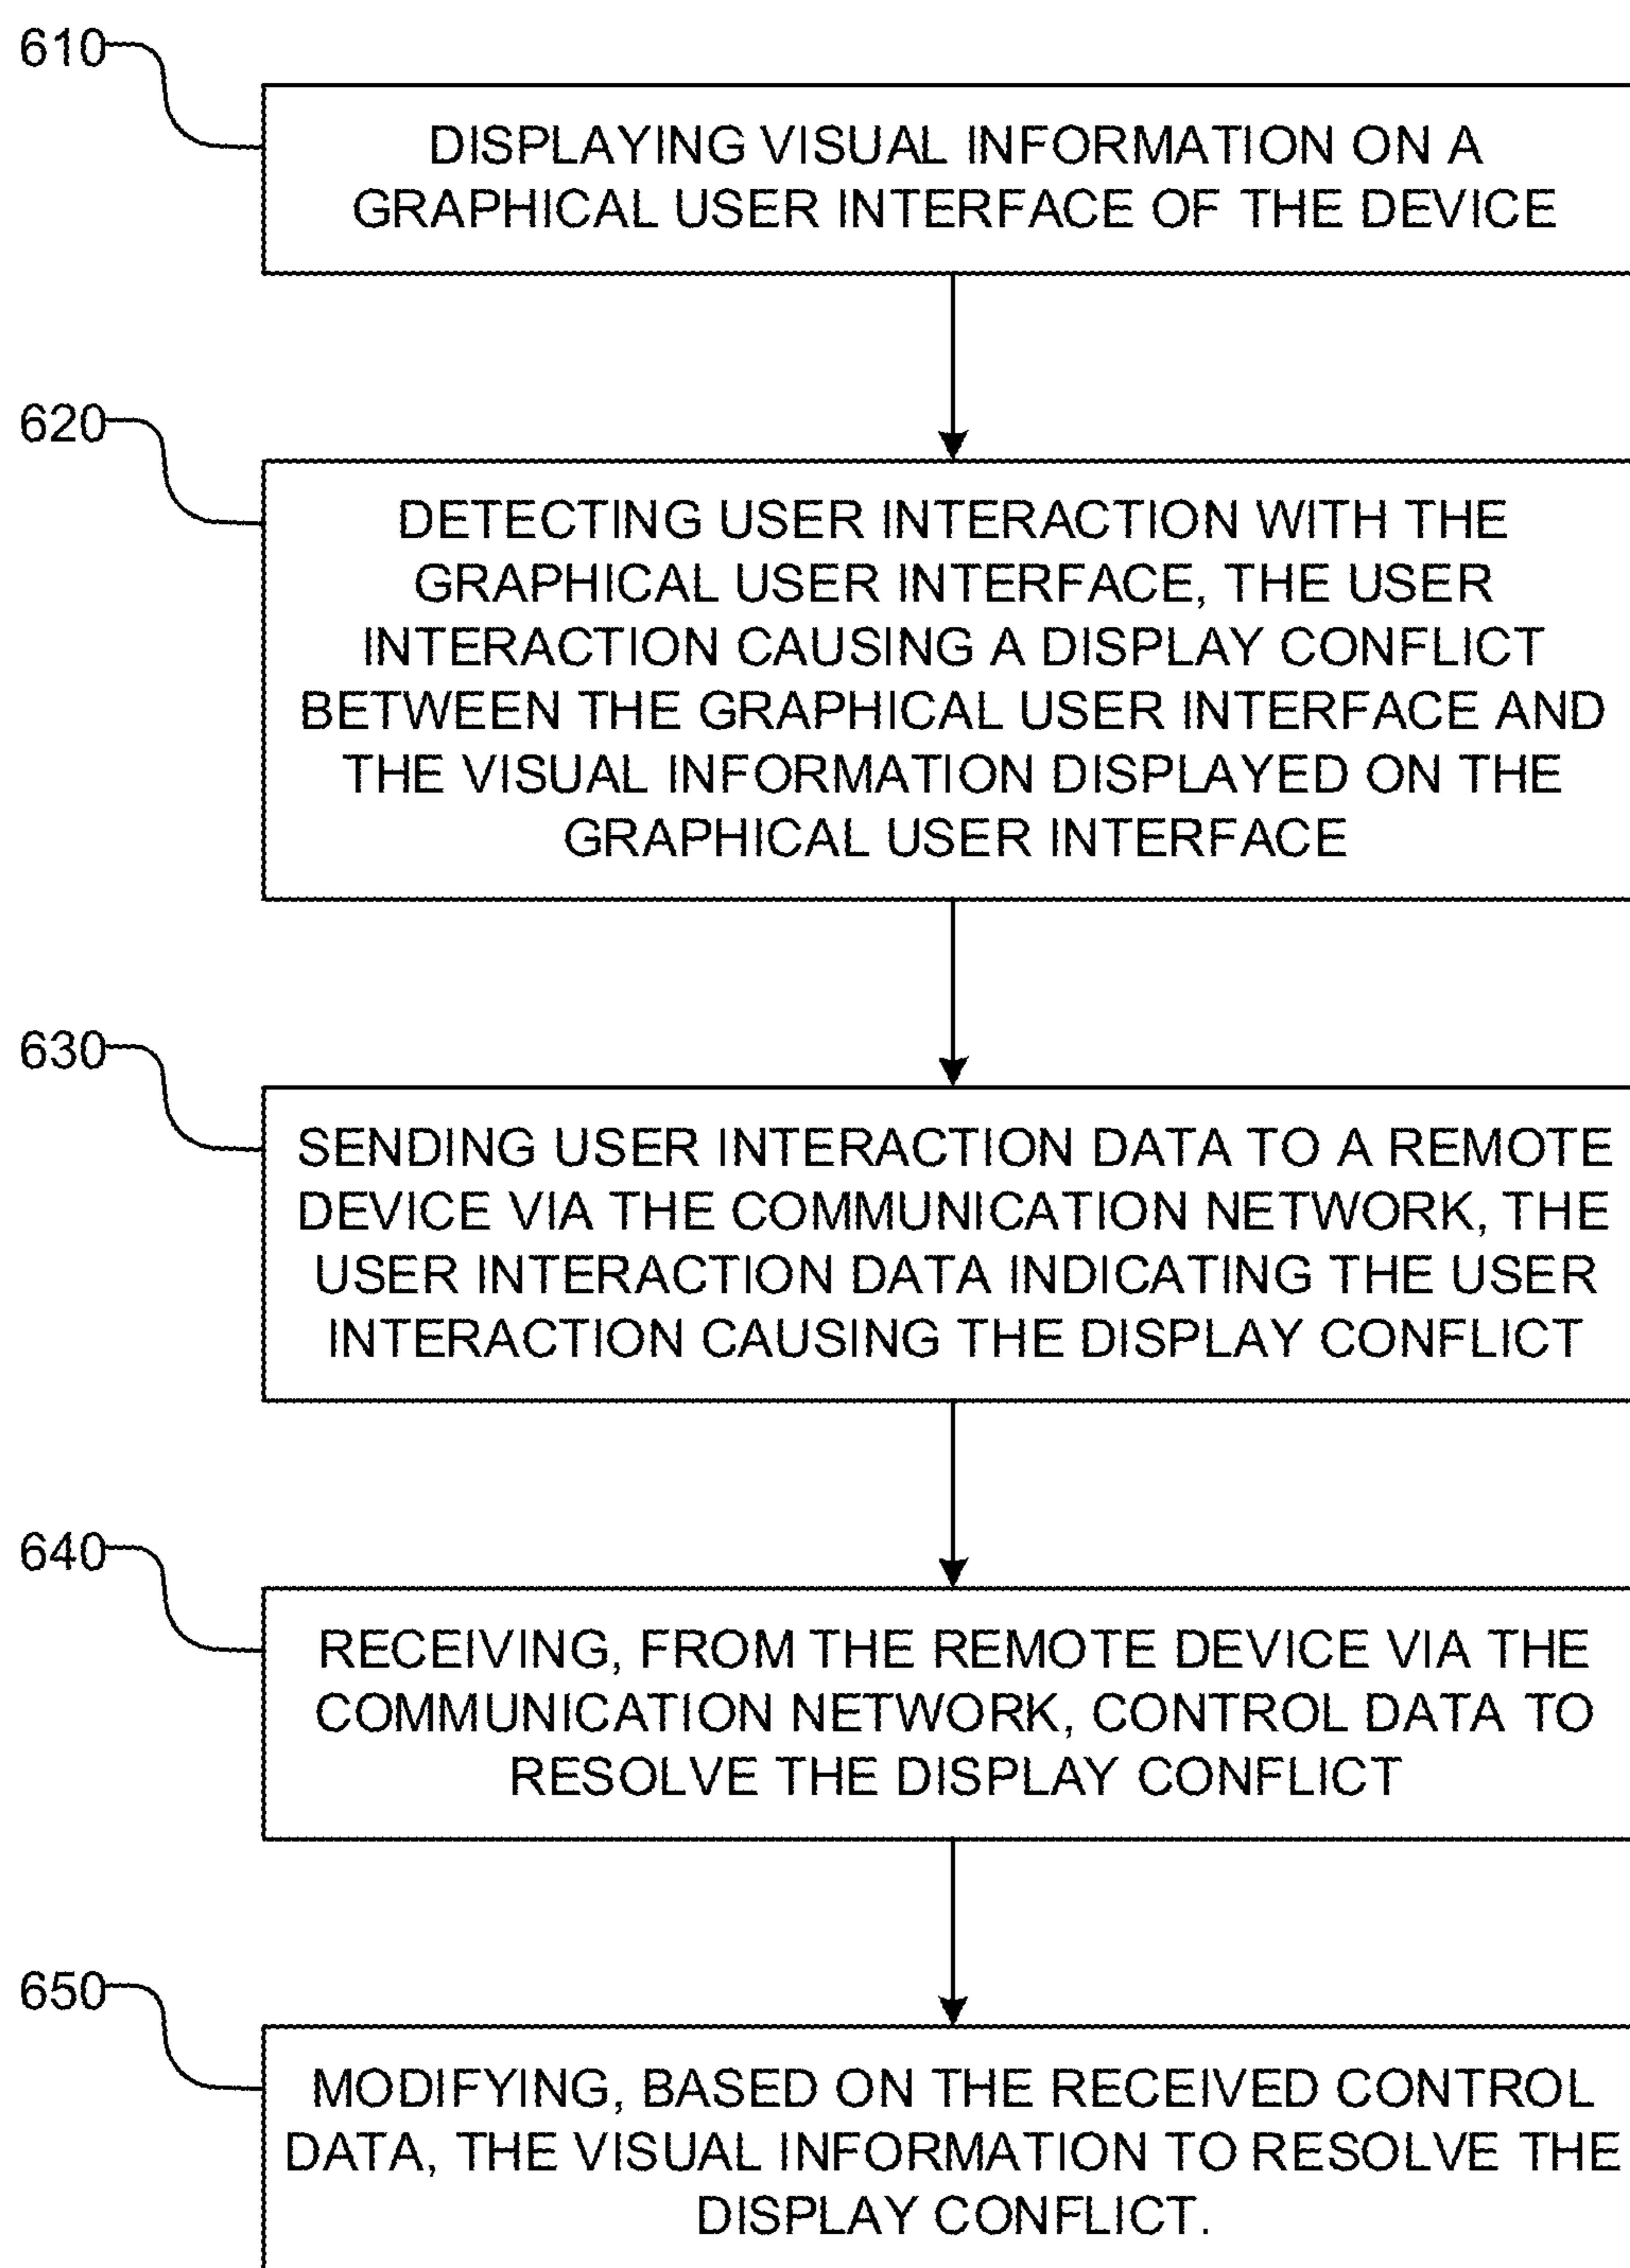 610
DISPLAYING VISUAL INFORMATION ON A
GRAPHICAL USER INTERFACE OF THE DEVICE
620
DETECTING USER INTERACTION WITH THE
GRAPHICAL USER INTERFACE, THE USER
INTERACTION CAUSING A DISPLAY CONFLICT
BETWEEN THE GRAPHICAL USER INTERFACE AND
THE VISUAL INFORMATION DISPLAYED ON THE
GRAPHICAL USER INTERFACE
630
SENDING USER INTERACTION DATA TO A REMOTE
DEVICE VIA THE COMMUNICATION NETWORK, THE
USER INTERACTION DATA INDICATING THE USER
INTERACTION CAUSING THE DISPLAY CONFLICT
640
RECEIVING, FROM THE REMOTE DEVICE VIA THE
COMMUNICATION NETWORK, CONTROL DATA TO
RESOLVE THE DISPLAY CONFLICT
650
MODIFYING, BASED ON THE RECEIVED CONTROL
DATA, THE VISUAL INFORMATION TO RESOLVE THE
DISPLAY CONFLICT.